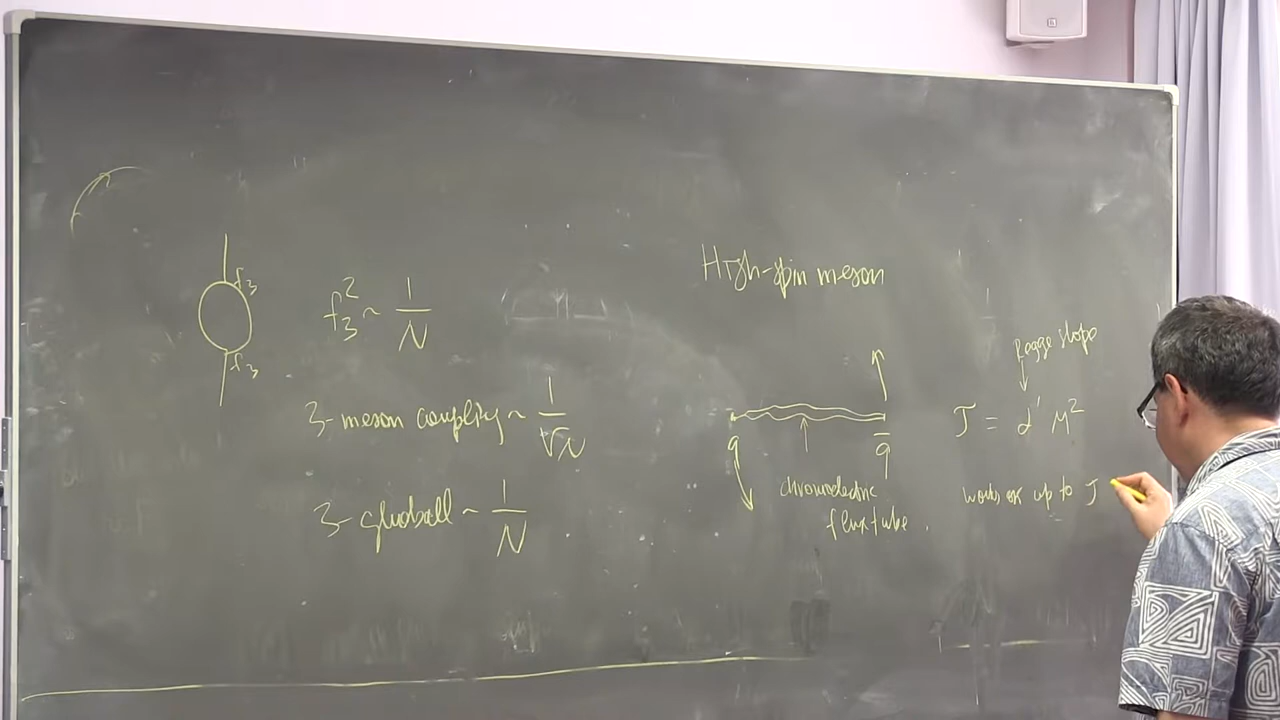 f₃
f₃
f₃² ~ 1/N
3-meson coupling ~ 1/√N
3-glueball ~ 1/N
High-spin meson
q
q̄
chromoelectric
flux tube.
Regge slope
J = α' M²
works ok up to J